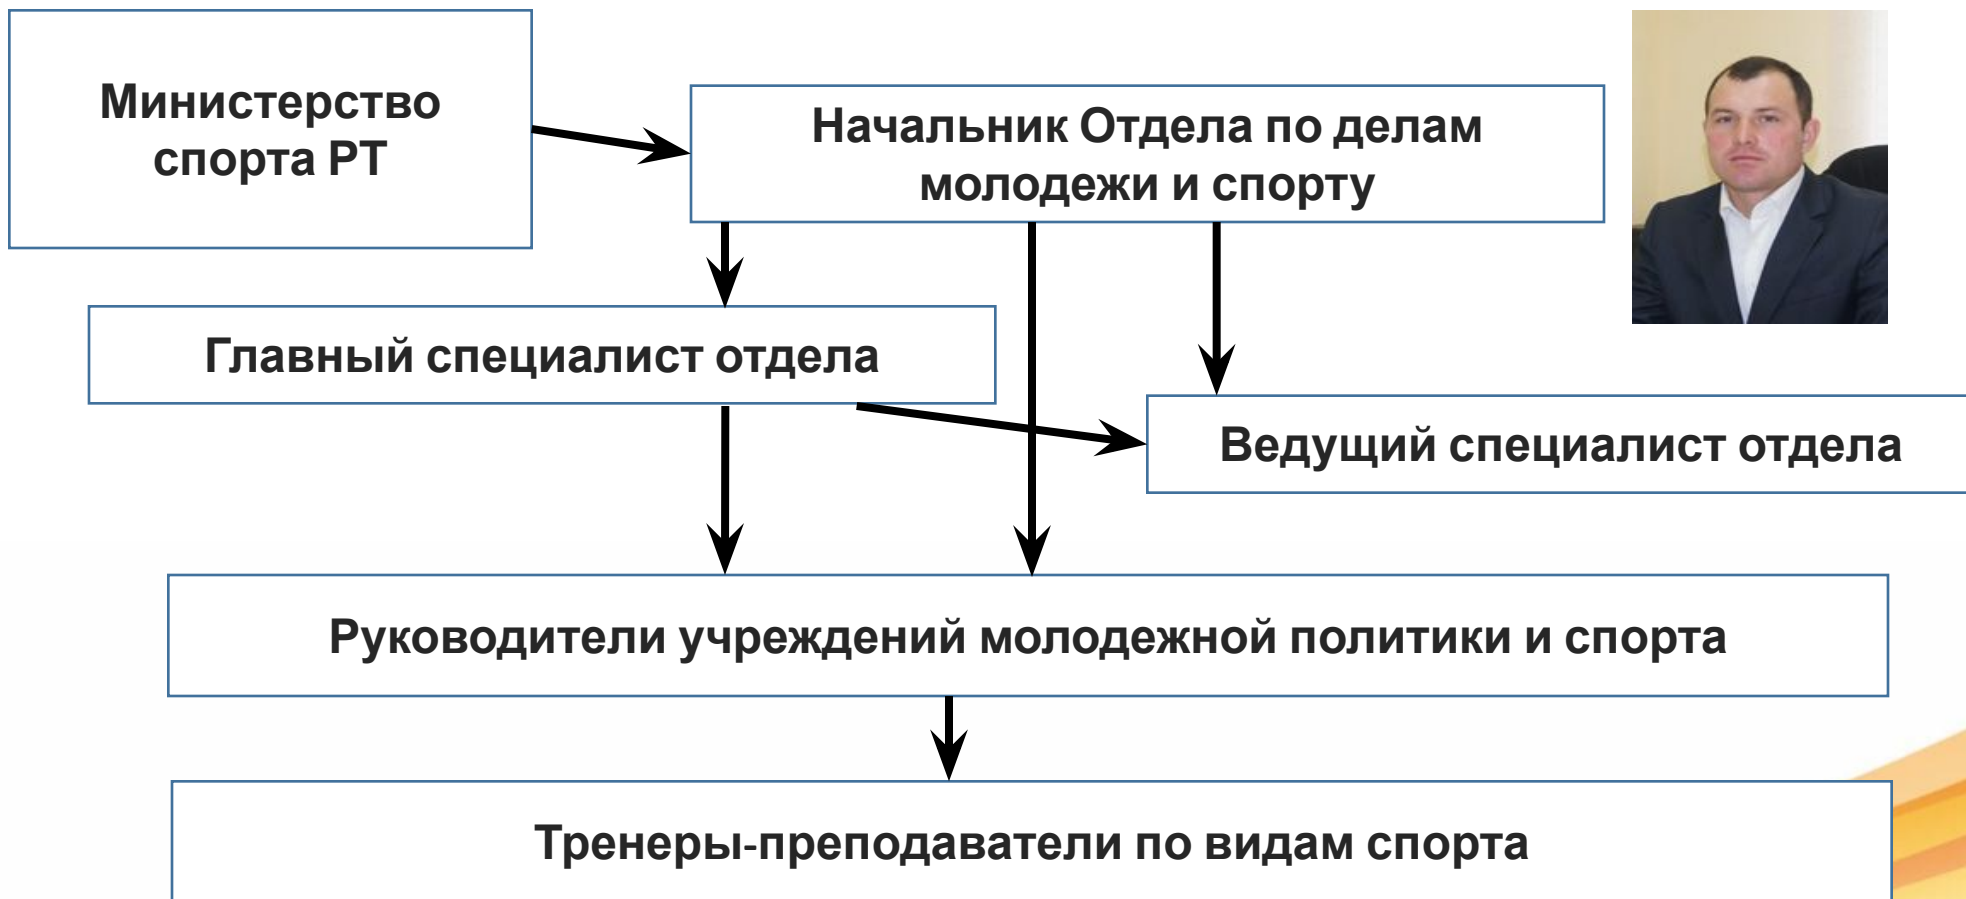 Министерство
спорта РТ
Начальник Отдела по делам
молодежи и спорту
Главный специалист отдела
Ведущий специалист отдела
Руководители учреждений молодежной политики и спорта
Тренеры-преподаватели по видам спорта